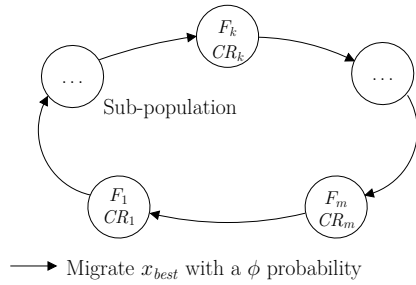 F_k
CR_k
...
...
Sub-population
F_1
CR_1
F_m
CR_m
Migrate x_best with a ϕ probability